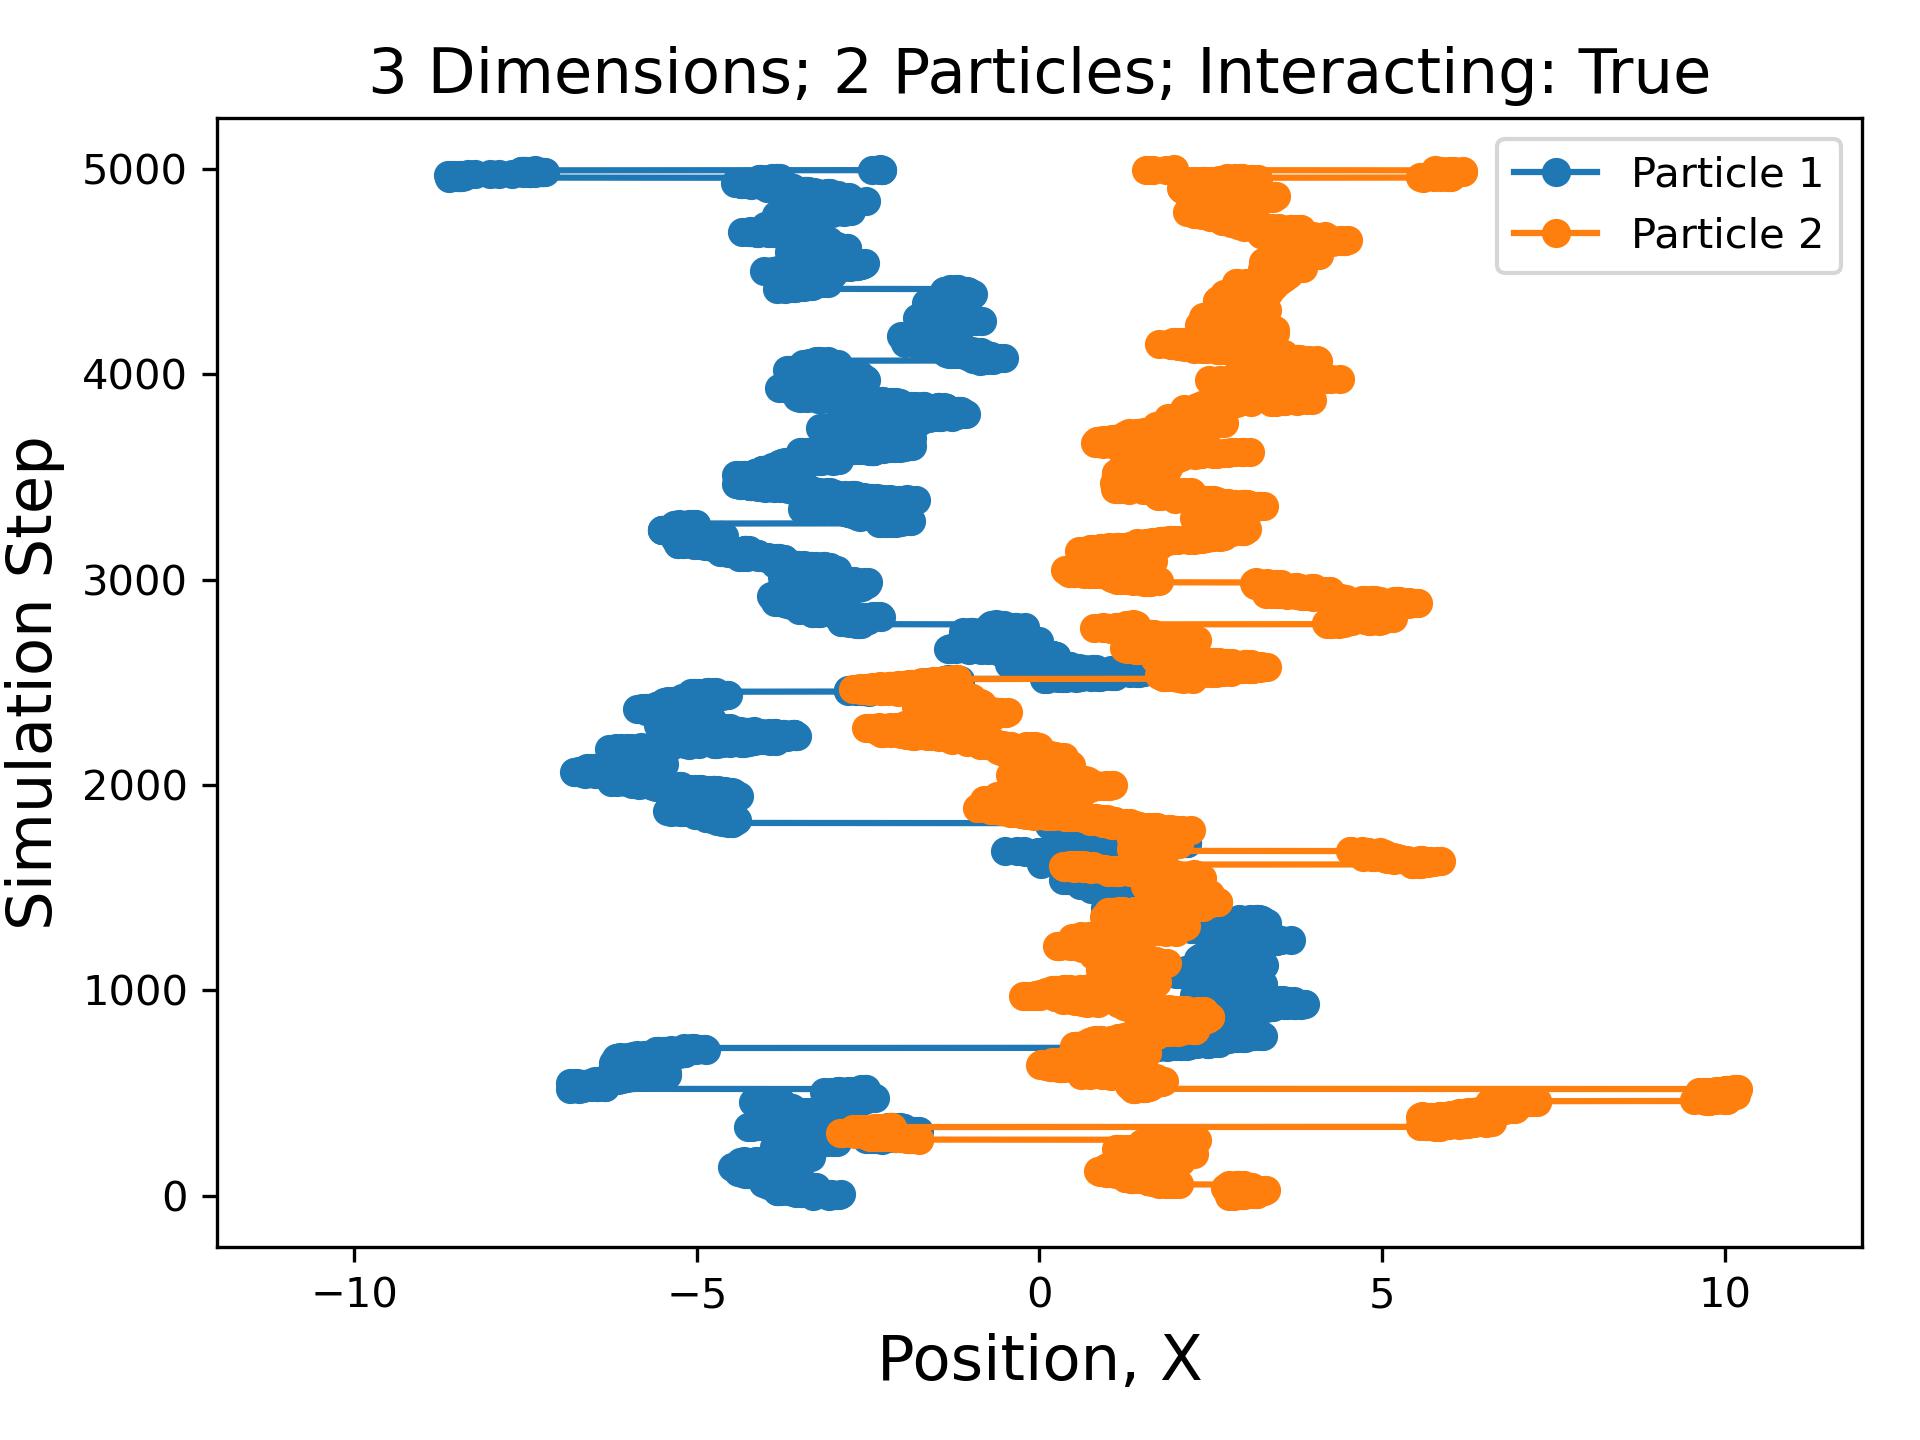 3 Dimensions; 2 Particles; Interacting: True
Particle 1
Particle 2
Simulation Step
5000
4000
3000
2000
1000
0
−10
−5
0
5
10
Position, X